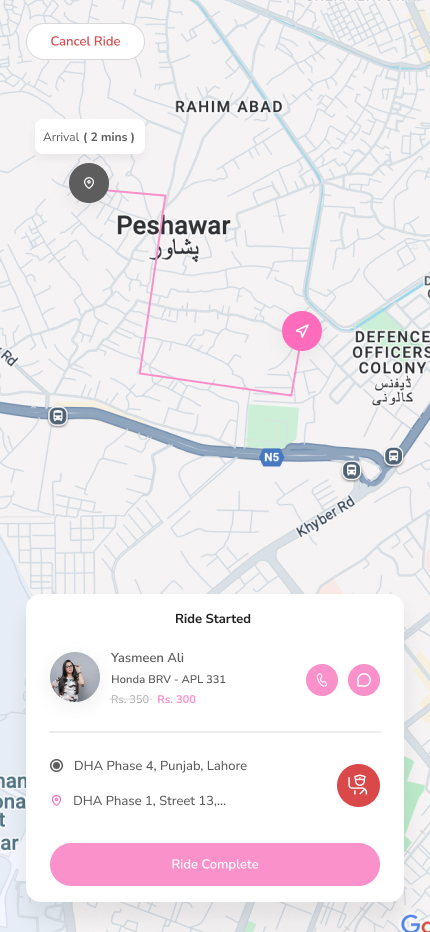 Cancel Ride
RAHIM ABAD
Arrival ( 2 mins )
Peshawar
پشاور
DEFENCE
OFFICERS
COLONY
ڈیفنس
کالونی
Rd
N5
Khyber Rd
Ride Started
Yasmeen Ali
Honda BRV - APL 331
Rs. 350 Rs. 300
DHA Phase 4, Punjab, Lahore
DHA Phase 1, Street 13,...
Ride Complete